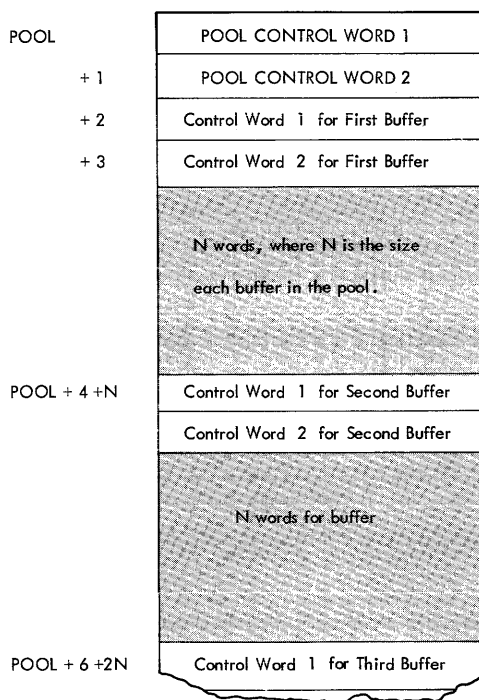 POOL POOL CONTROL WORD 1
+ 1 POOL CONTROL WORD 2
+ 2 Control Word 1 for First Buffer
+ 3 Control Word 2 for First Buffer
N words, where N is the size
each buffer in the pool.
POOL + 4 +N Control Word 1 for Second Buffer
Control Word 2 for Second Buffer
N words for buffer
POOL + 6 +2N Control Word 1 for Third Buffer